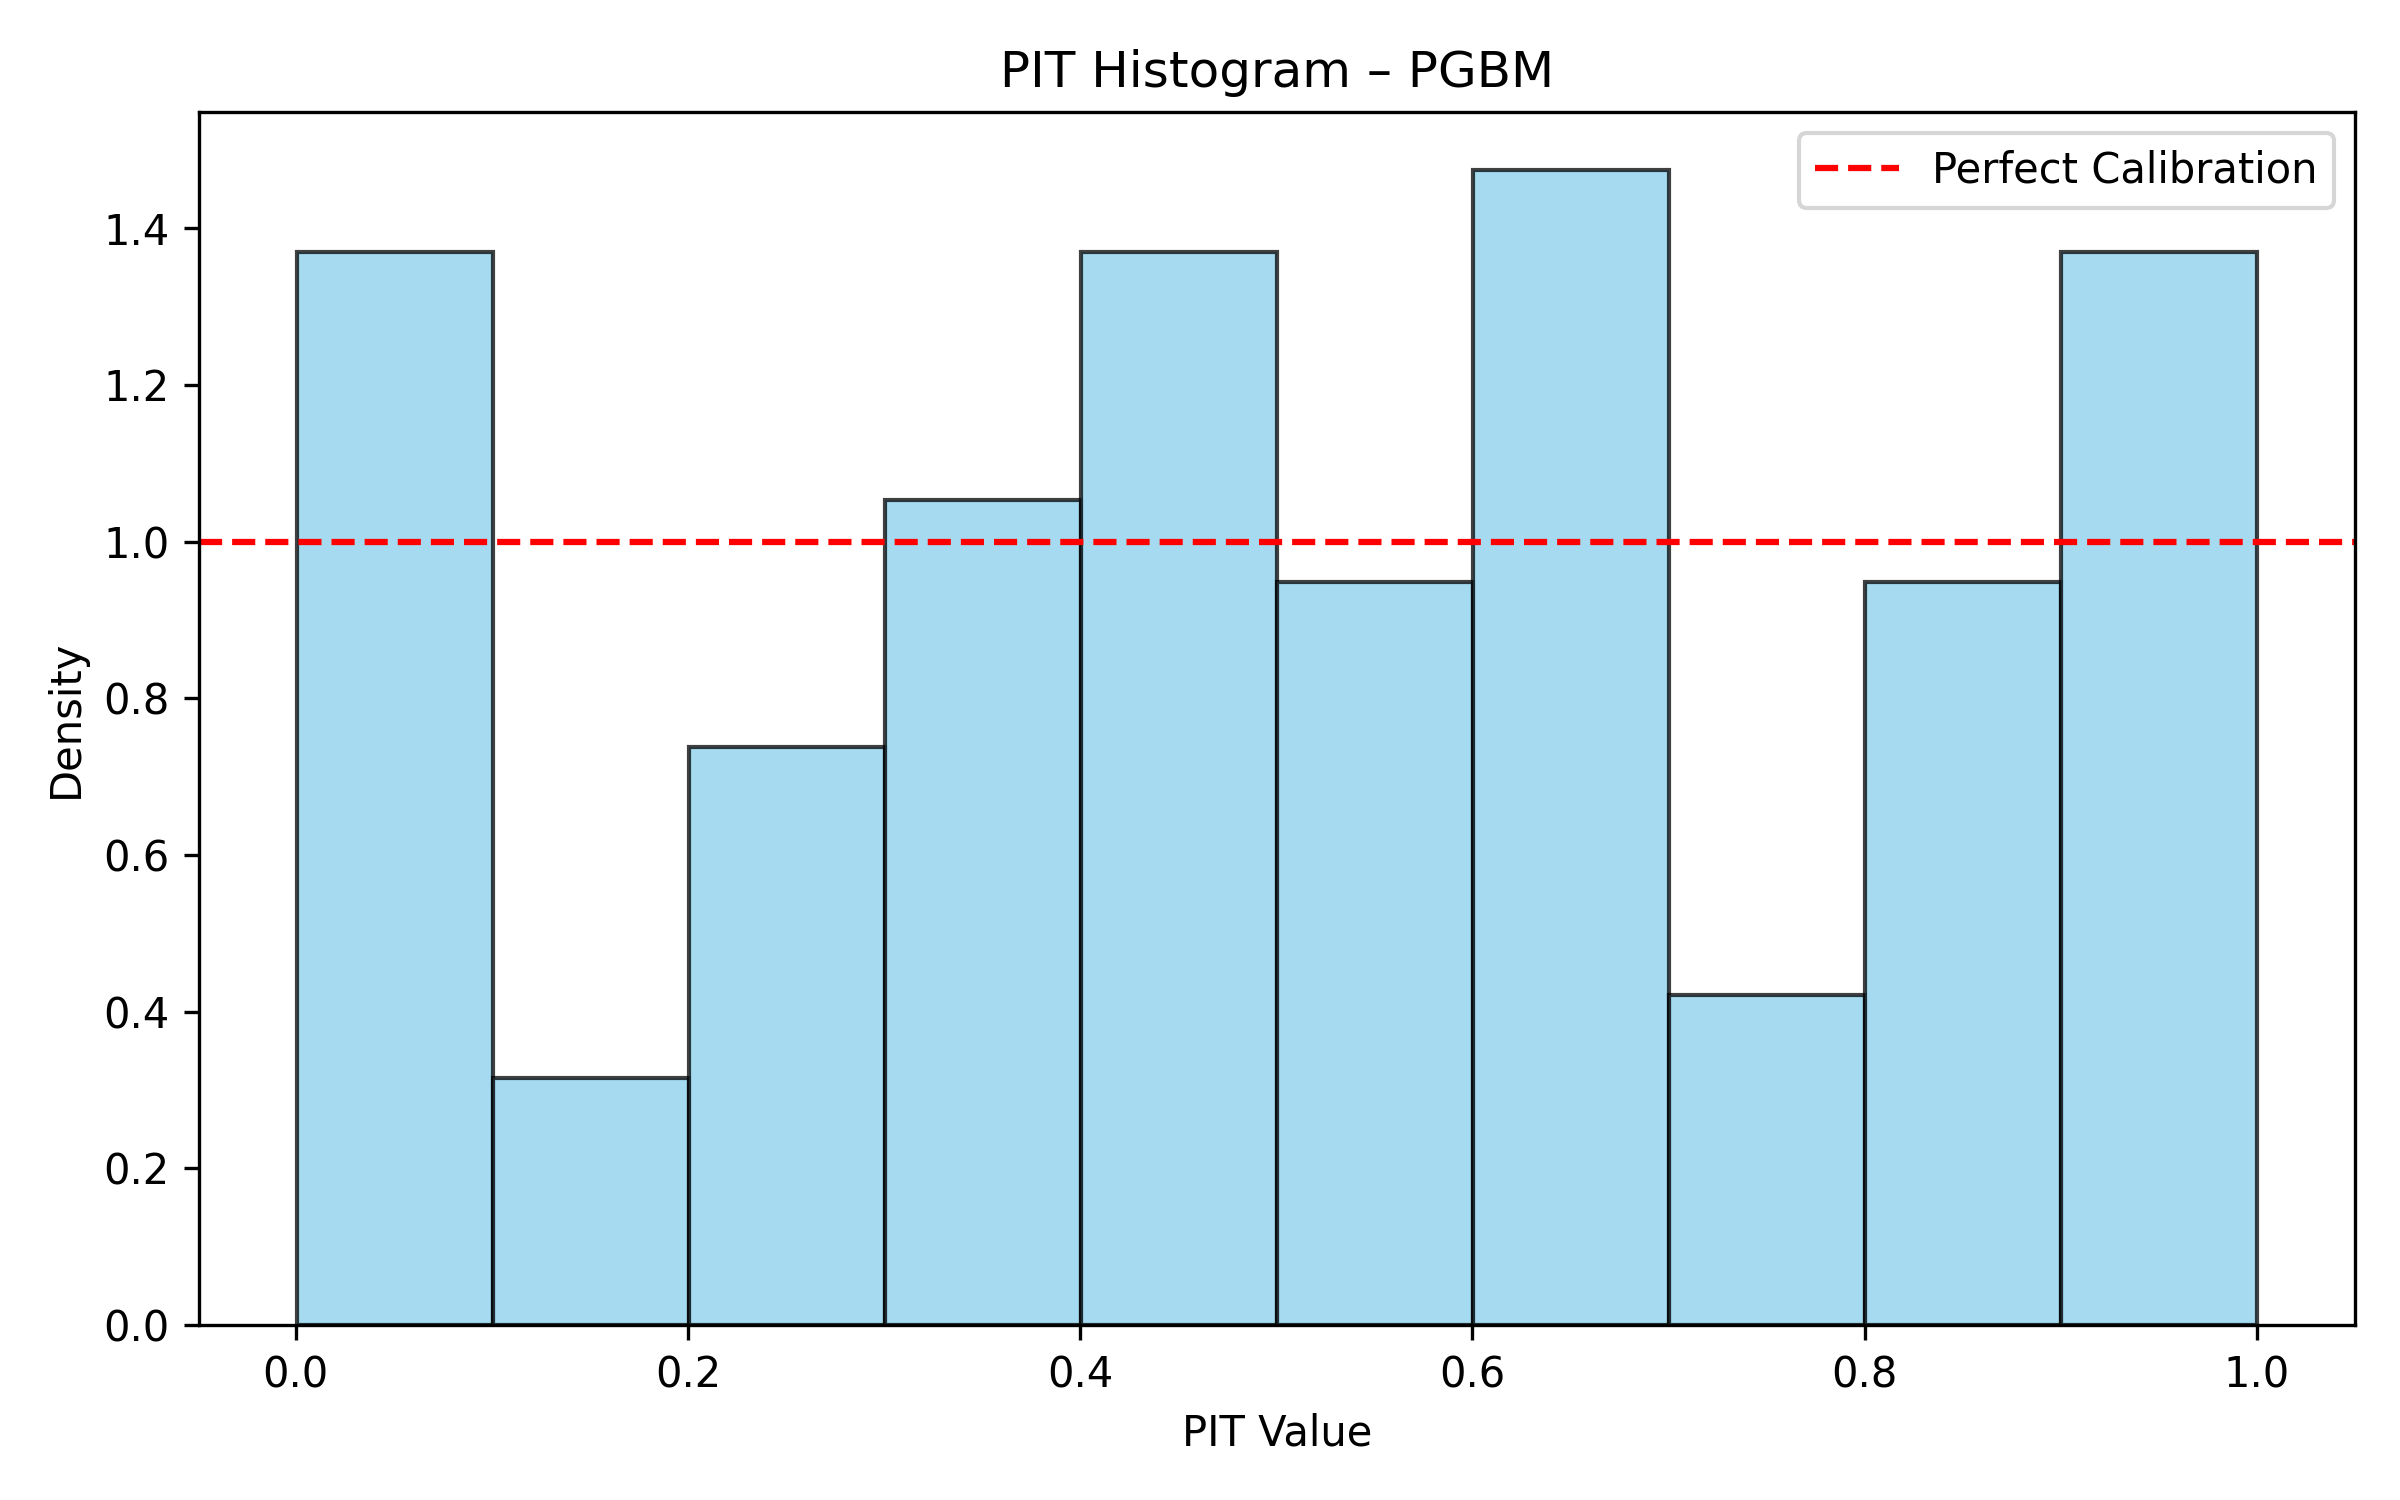 PIT Histogram – PGBM
Perfect Calibration
1.4
1.2
1.0
0.8
0.6
0.4
0.2
0.0
Density
0.0 0.2 0.4 0.6 0.8 1.0
PIT Value